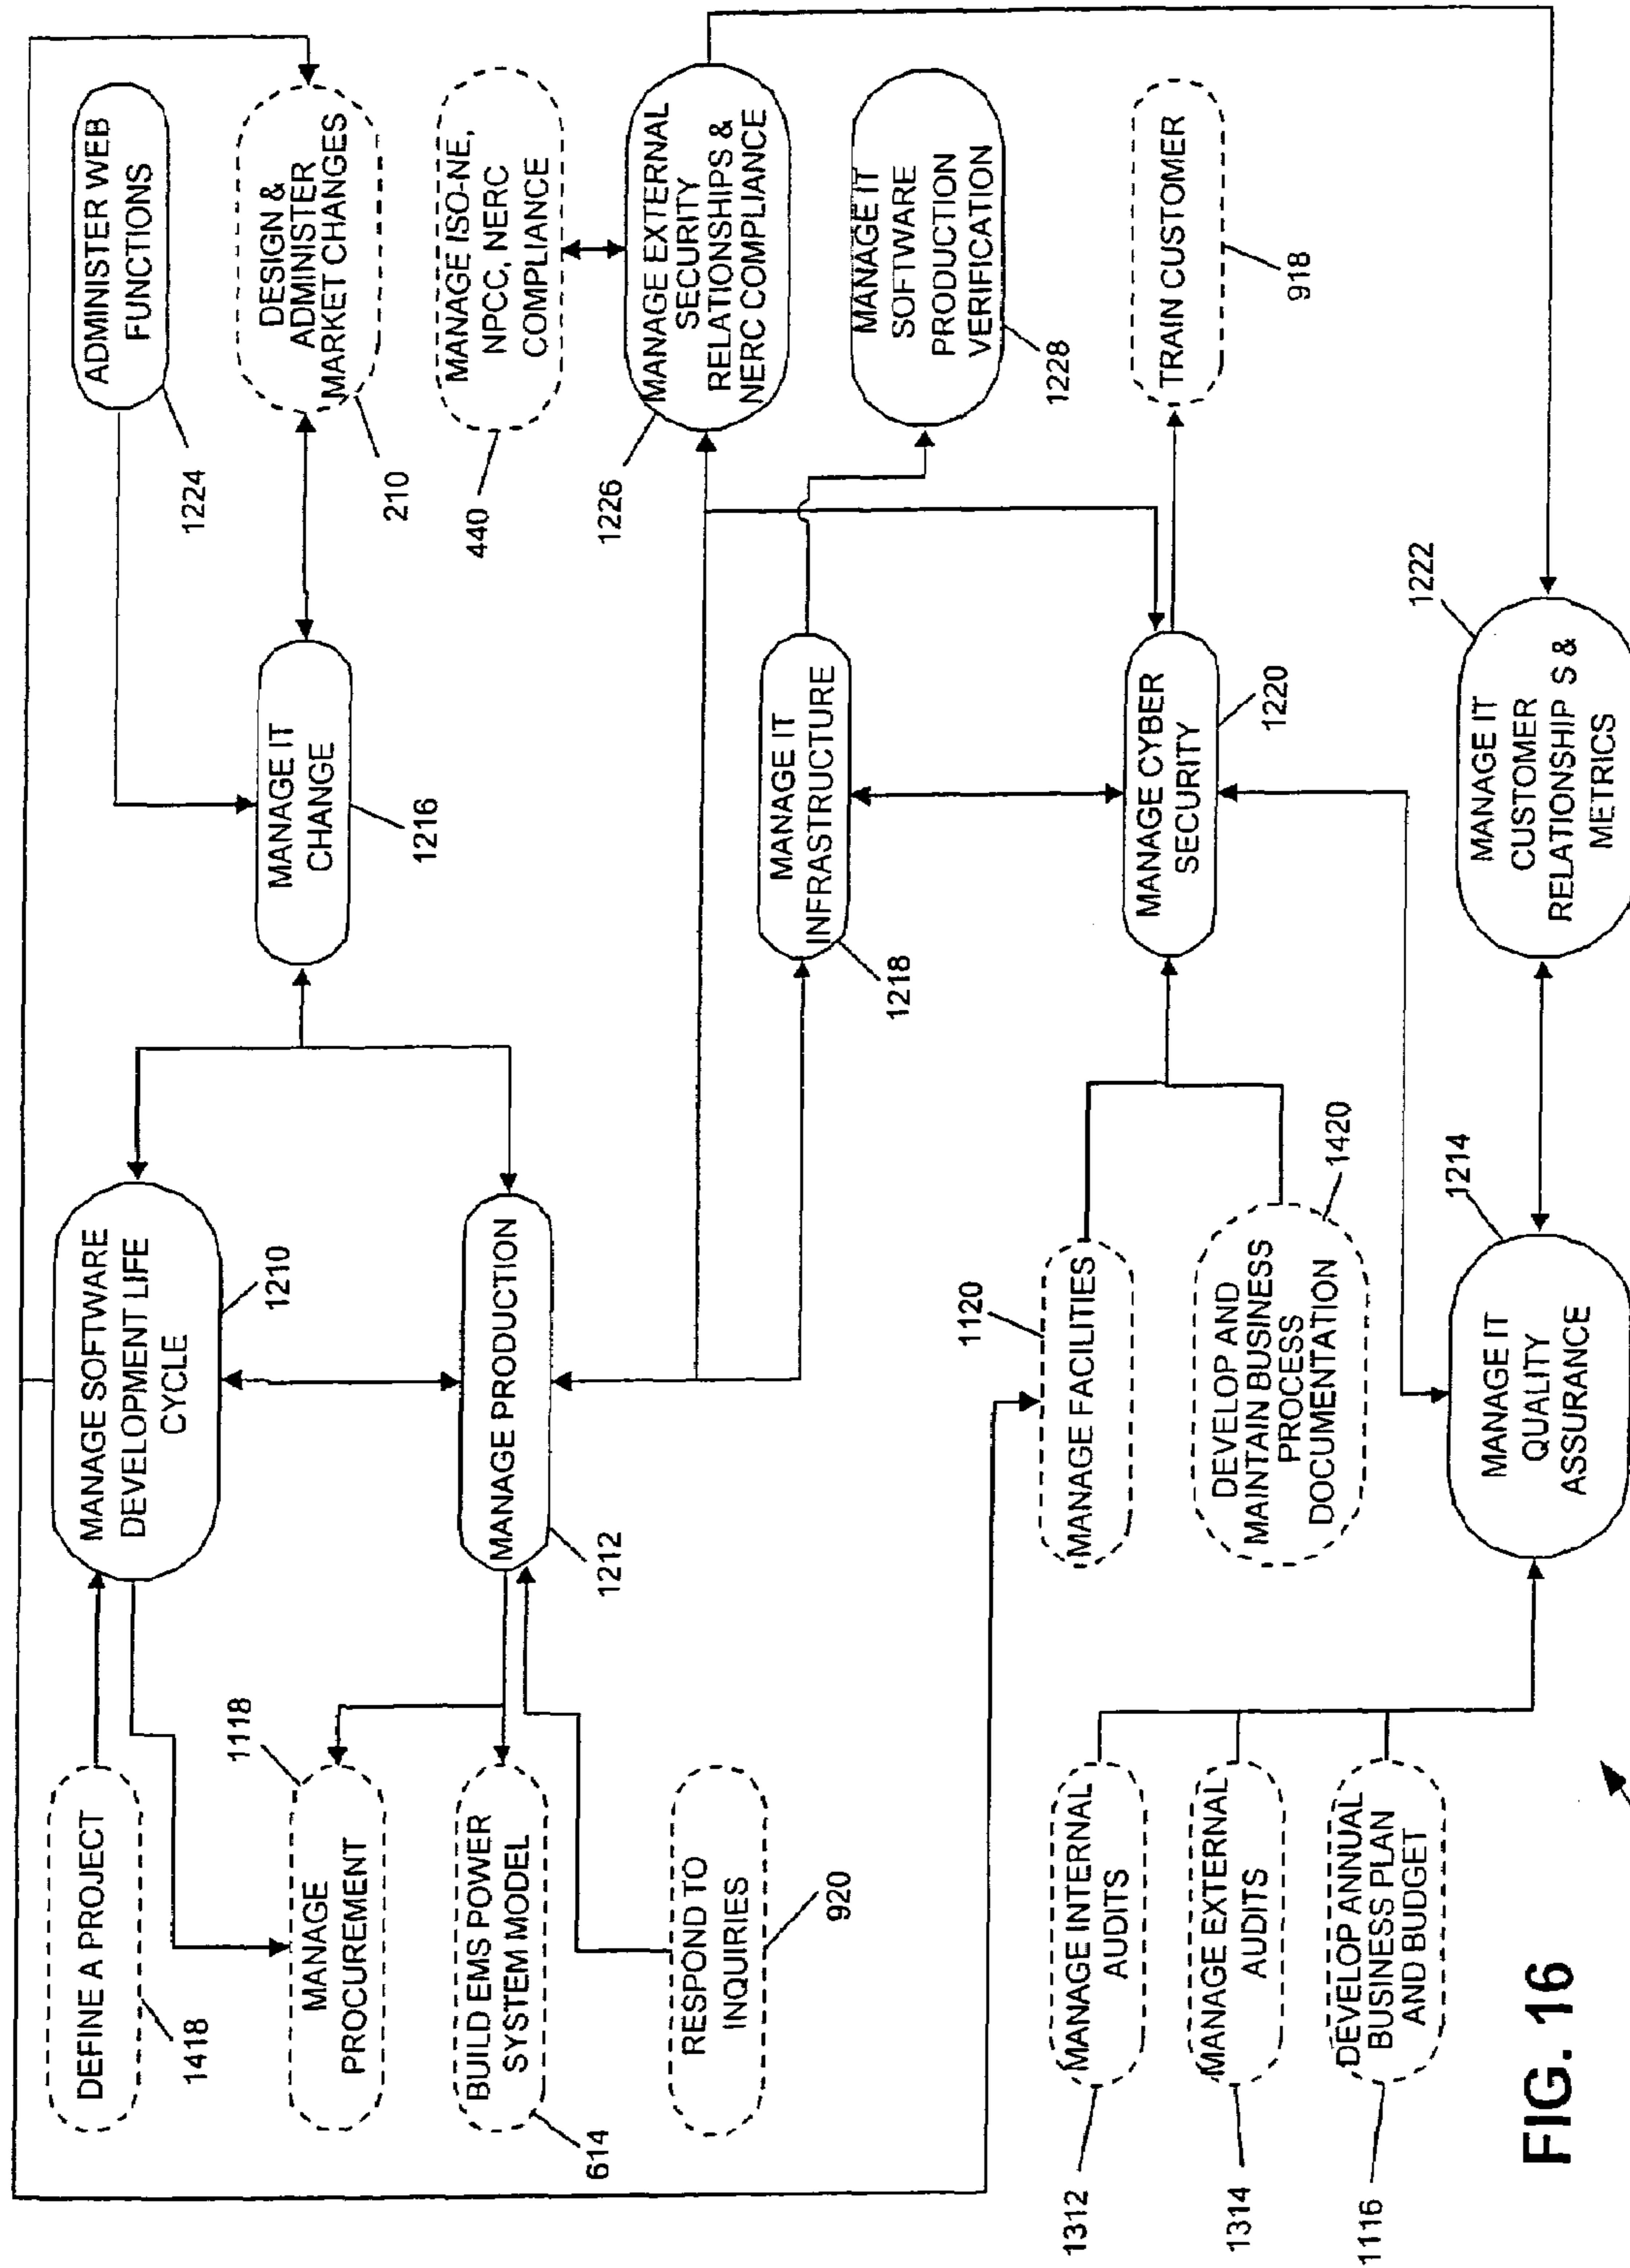 DEFINE A PROJECT
1418
MANAGE
PROCUREMENT
1118
BUILD EMS POWER
SYSTEM MODEL
614
RESPOND TO
INQUIRIES
920
MANAGE SOFTWARE
DEVELOPMENT LIFE
CYCLE
1210
MANAGE PRODUCTION
1212
MANAGE IT
CHANGE
1216
ADMINISTER WEB
FUNCTIONS
1224
DESIGN &
ADMINISTER
MARKET CHANGES
210
MANAGE ISO-NE,
NPCC, NERC
COMPLIANCE
440
MANAGE EXTERNAL
SECURITY
RELATIONSHIPS &
NERC COMPLIANCE
1226
MANAGE IT
SOFTWARE
PRODUCTION
VERIFICATION
1228
MANAGE IT
INFRASTRUCTURE
1218
MANAGE FACILITIES
1120
DEVELOP AND
MAINTAIN BUSINESS
PROCESS
DOCUMENTATION
1420
MANAGE CYBER
SECURITY
1220
TRAIN CUSTOMER
918
MANAGE INTERNAL
AUDITS
1312
MANAGE EXTERNAL
AUDITS
1314
DEVELOP ANNUAL
BUSINESS PLAN
AND BUDGET
1116
MANAGE IT
QUALITY
ASSURANCE
1214
MANAGE IT
CUSTOMER
RELATIONSHIP S &
METRICS
1222
FIG. 16